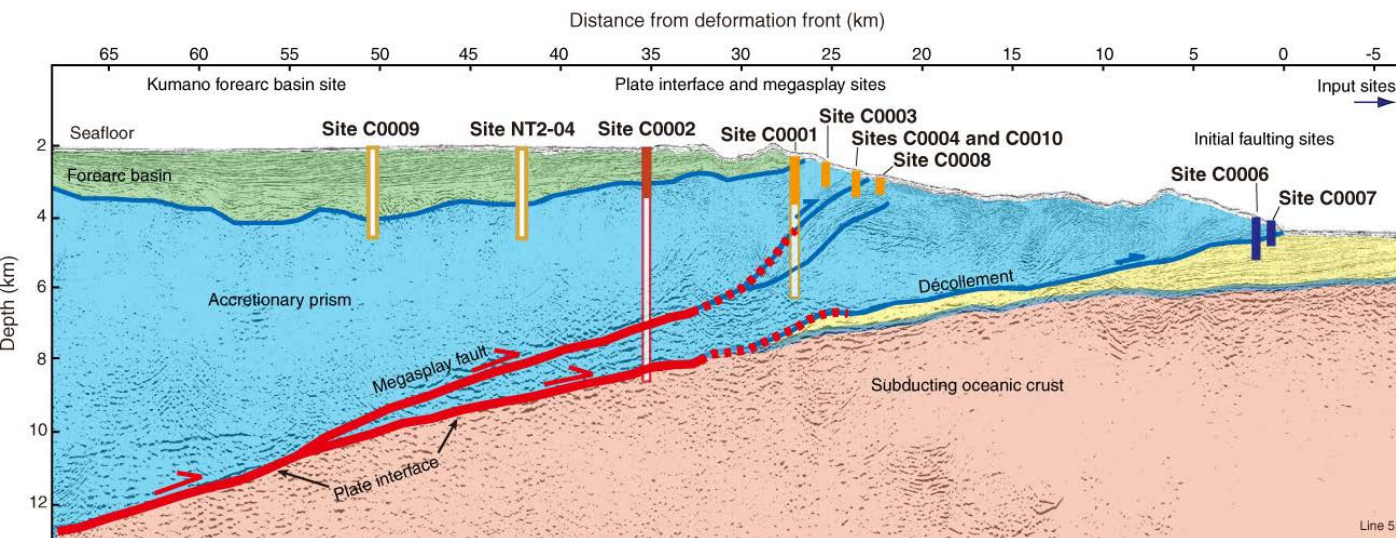 Distance from deformation front (km)
65 60 55 50 45 40 35 30 25 20 15 10 5 0 -5
Kumano forearc basin site
Plate interface and megasplay sites
Input sites
Seafloor
Site C0009
Site NT2-04
Site C0002
Site C0001
Site C0003
Sites C0004 and C0010
Site C0008
Initial faulting sites
Site C0006
Site C0007
Forearc basin
Accretionary prism
Décollement
Megasplay fault
Subducting oceanic crust
Plate interface
Depth (km)
2
4
6
8
10
12
Line 5